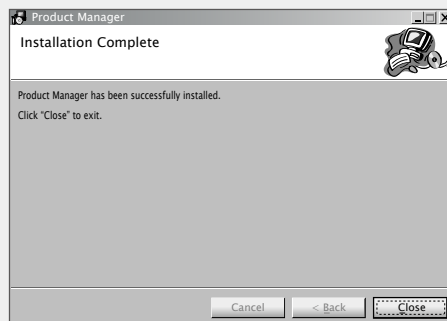 Product Manager
Installation Complete
Product Manager has been successfully installed.
Click “Close” to exit.
Cancel
< Back
Close